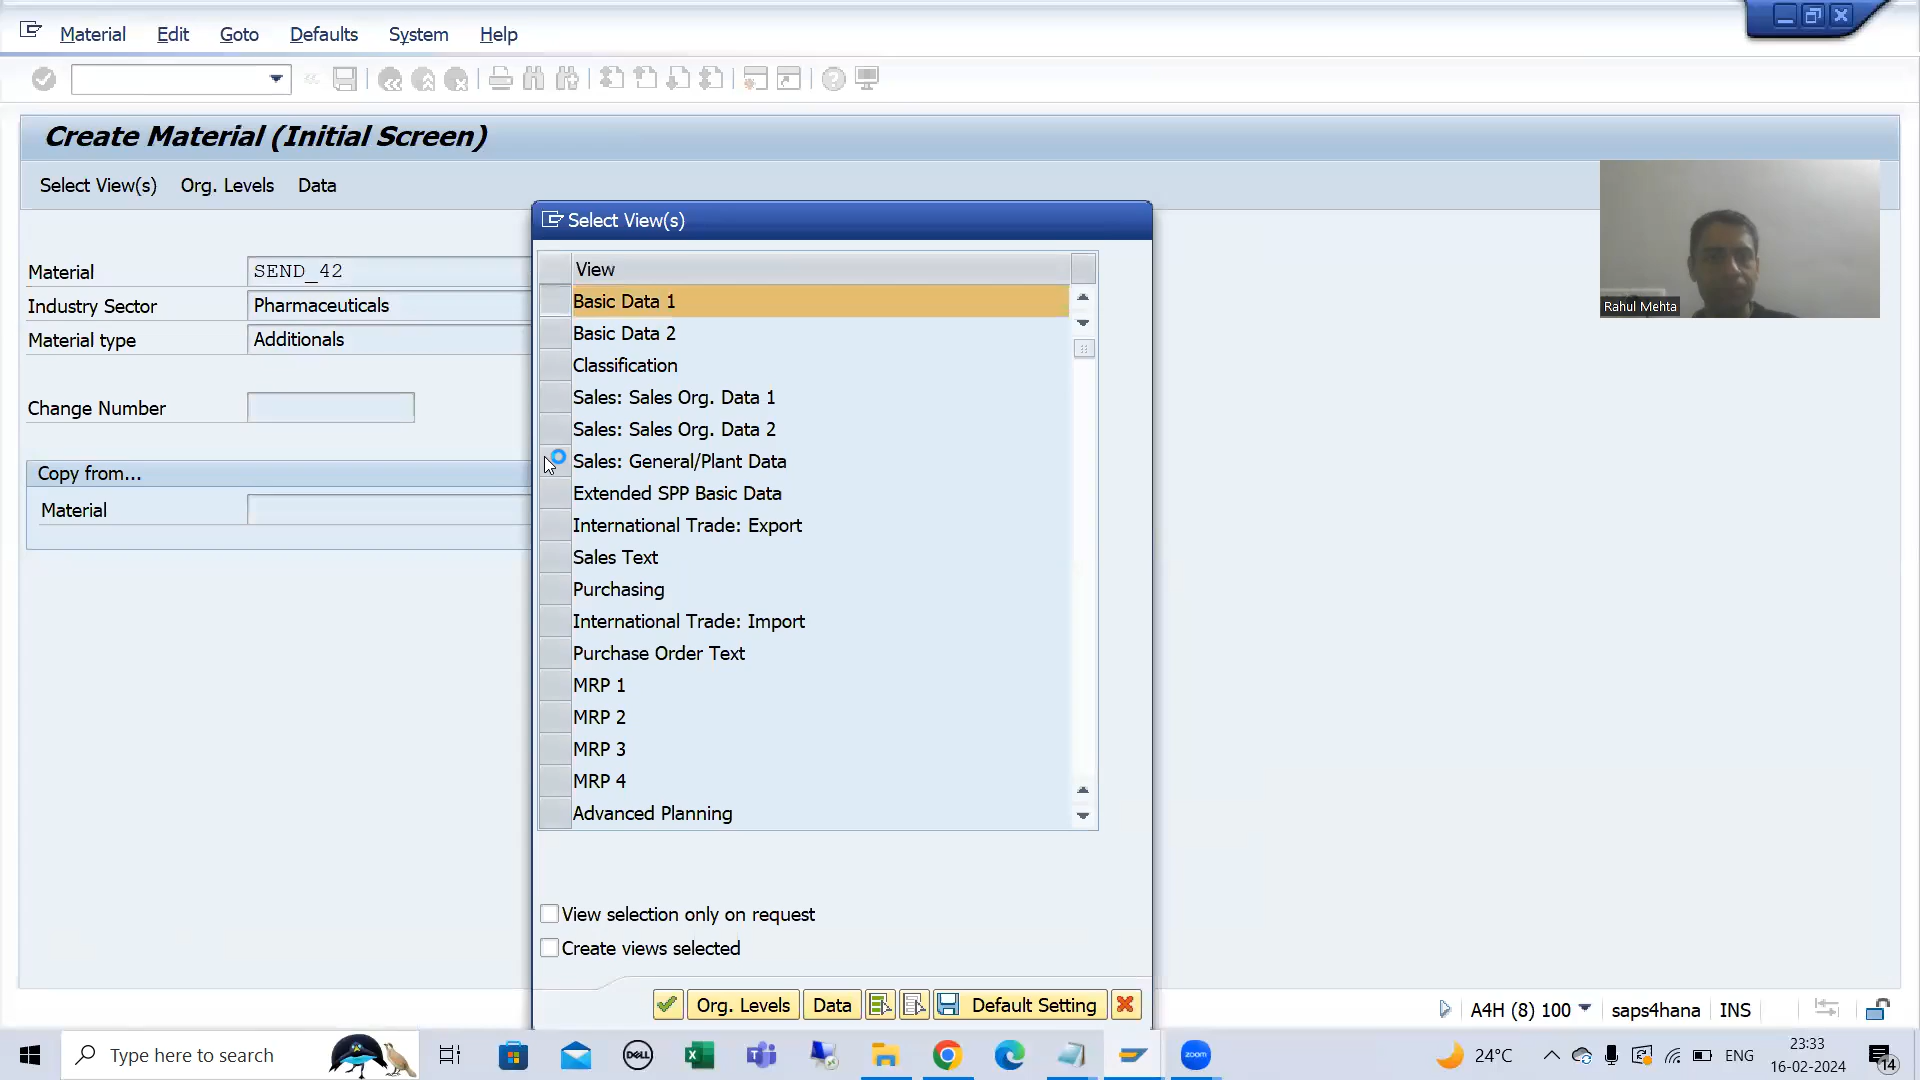 Material Edit Goto Defaults System Help
Create Material (Initial Screen)
Select View(s) Org. Levels Data
Material SEND_42
Industry Sector Pharmaceuticals
Material type Additionals
Change Number
Copy from...
Material
Select View(s)
View
Basic Data 1
Basic Data 2
Classification
Sales: Sales Org. Data 1
Sales: Sales Org. Data 2
Sales: General/Plant Data
Extended SPP Basic Data
International Trade: Export
Sales Text
Purchasing
International Trade: Import
Purchase Order Text
MRP 1
MRP 2
MRP 3
MRP 4
Advanced Planning
View selection only on request
Create views selected
Org. Levels Data Default Setting
Rahul Mehta
A4H (8) 100 saps4hana INS
Type here to search
DELL
zoom
24°C
ENG
23:33
16-02-2024
14